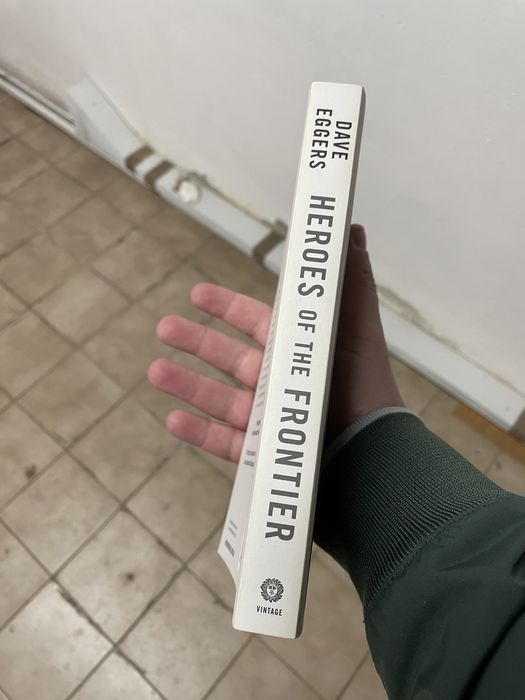 DAVE
EGGERS
HEROES OF THE FRONTIER
VINTAGE